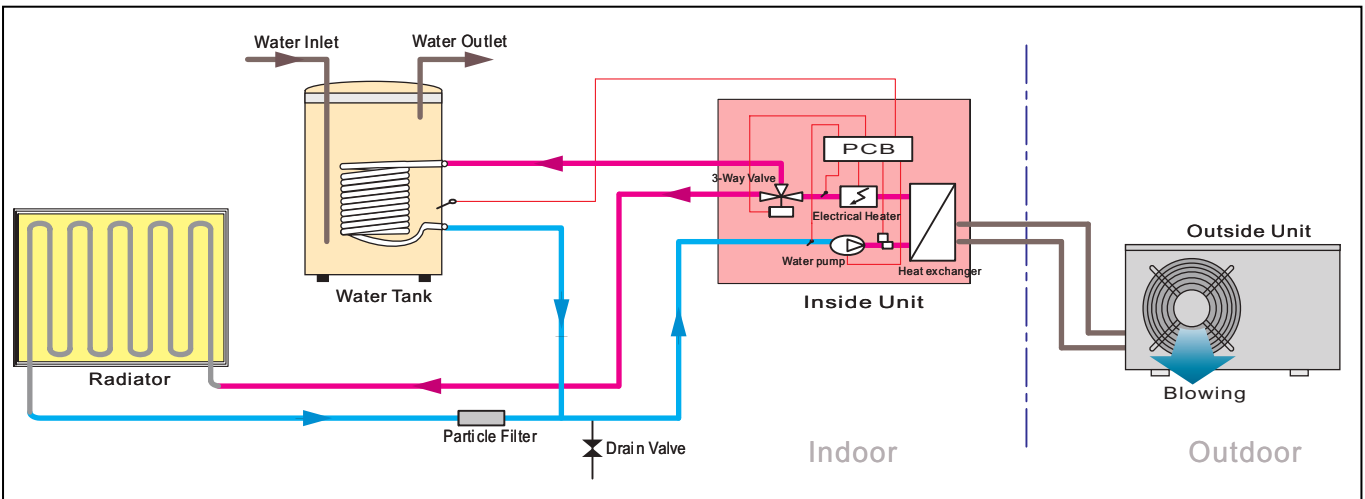 Water Inlet
Water Outlet
PCB
3-Way Valve
Electrical Heater
Water pump
Heat exchanger
Inside Unit
Outside Unit
Water Tank
Radiator
Blowing
Particle Filter
Drain Valve
Indoor
Outdoor